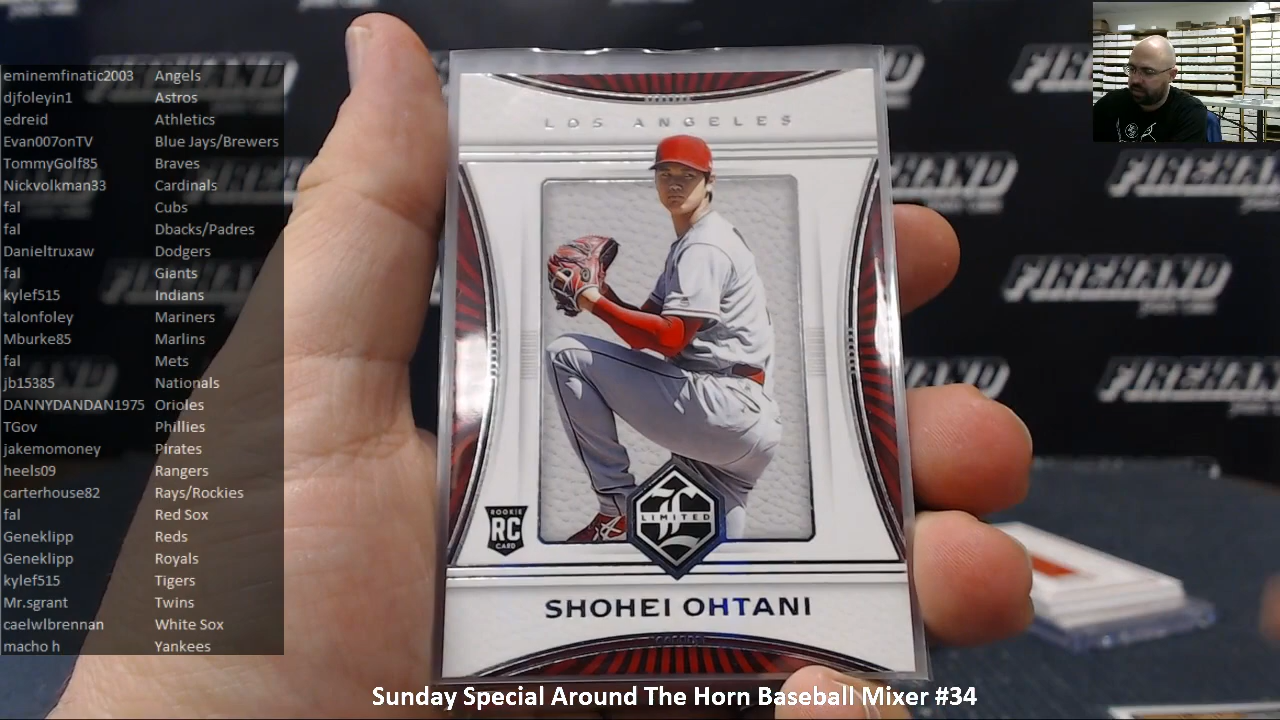 eminemfinatic2003 Angels
djfoleyin1 Astros
edreid Athletics
Evan007onTV Blue Jays/Brewers
TommyGolf85 Braves
Nickvolkman33 Cardinals
fal Cubs
fal Dbacks/Padres
Danieltruxaw Dodgers
fal Giants
kylef515 Indians
talonfoley Mariners
Mburke85 Marlins
fal Mets
jb15385 Nationals
DANNYDANDAN1975 Orioles
TGov Phillies
jakemomoney Pirates
heels09 Rangers
carterhouse82 Rays/Rockies
fal Red Sox
Geneklipp Reds
Geneklipp Royals
kylef515 Tigers
Mr.sgrant Twins
caelwlbrennan White Sox
macho h Yankees
LOS ANGELES
ROOKIE
RC
CARD
LIMITED
SHOHEI OHTANI
FIREHAND
FIREHAND
FIREHAND
FIREHAND
FIREHAND
Sunday Special Around The Horn Baseball Mixer #34